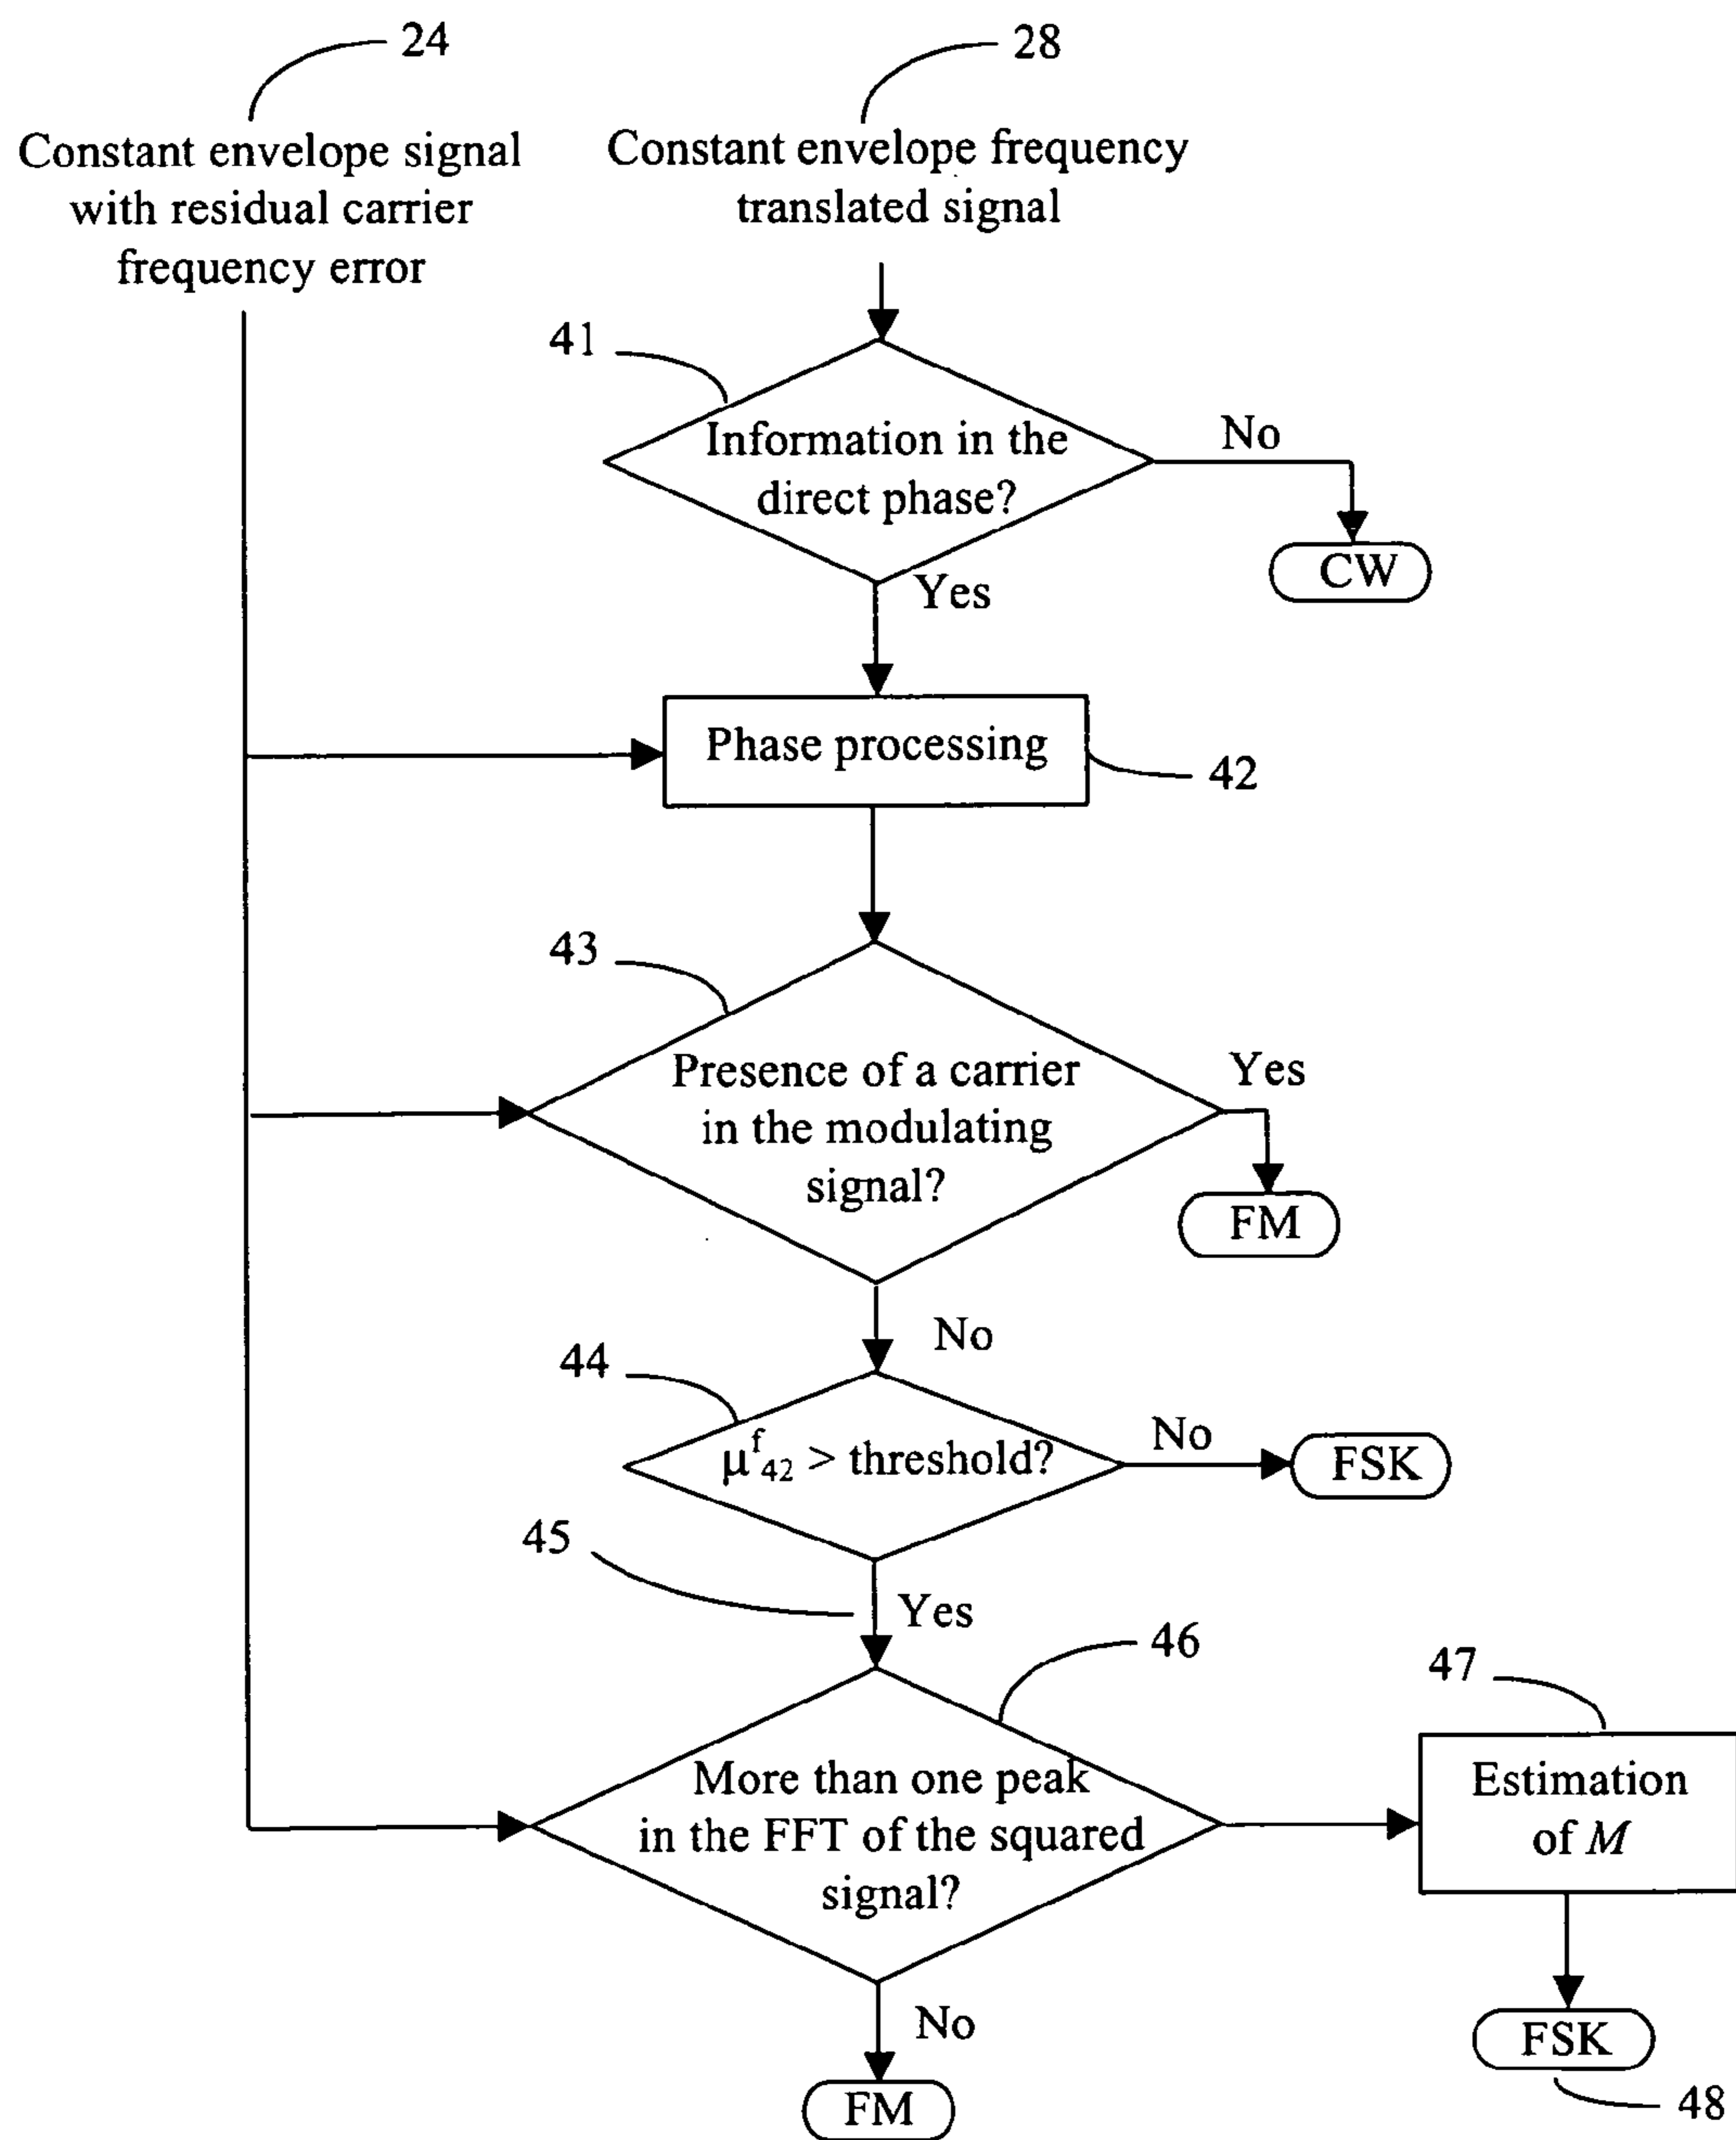 24
28
Constant envelope signal
with residual carrier
frequency error
Constant envelope frequency
translated signal
41
Information in the
direct phase?
No
CW
Yes
Phase processing
42
43
Presence of a carrier
in the modulating
signal?
Yes
FM
No
44
μ^f_42 > threshold?
No
FSK
45
Yes
46
47
More than one peak
in the FFT of the squared
signal?
Estimation
of M
No
FSK
FM
48